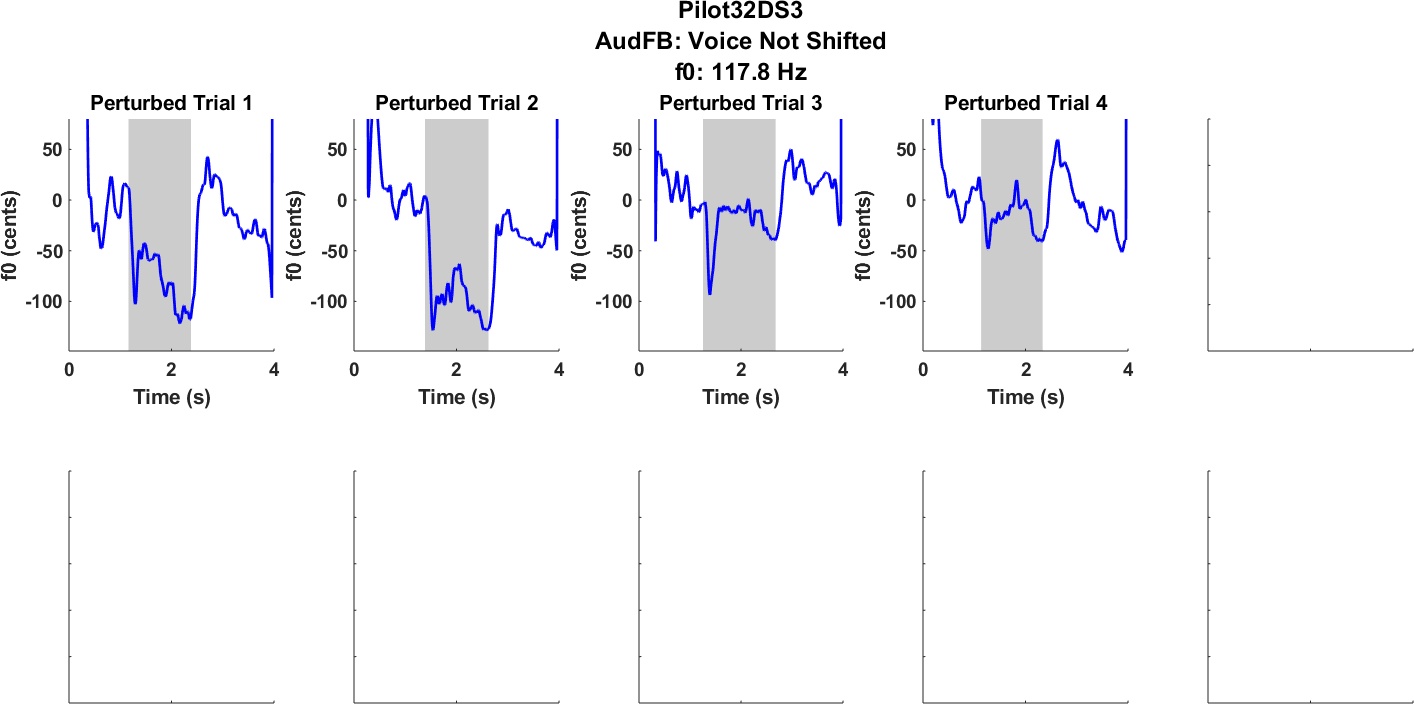 Pilot32DS3
AudFB: Voice Not Shifted
f0: 117.8 Hz
Perturbed Trial 1
Perturbed Trial 2
Perturbed Trial 3
Perturbed Trial 4
f0 (cents)
50
0
-50
-100
0
2
4
Time (s)
f0 (cents)
50
0
-50
-100
0
2
4
Time (s)
f0 (cents)
50
0
-50
-100
0
2
4
Time (s)
f0 (cents)
50
0
-50
-100
0
2
4
Time (s)